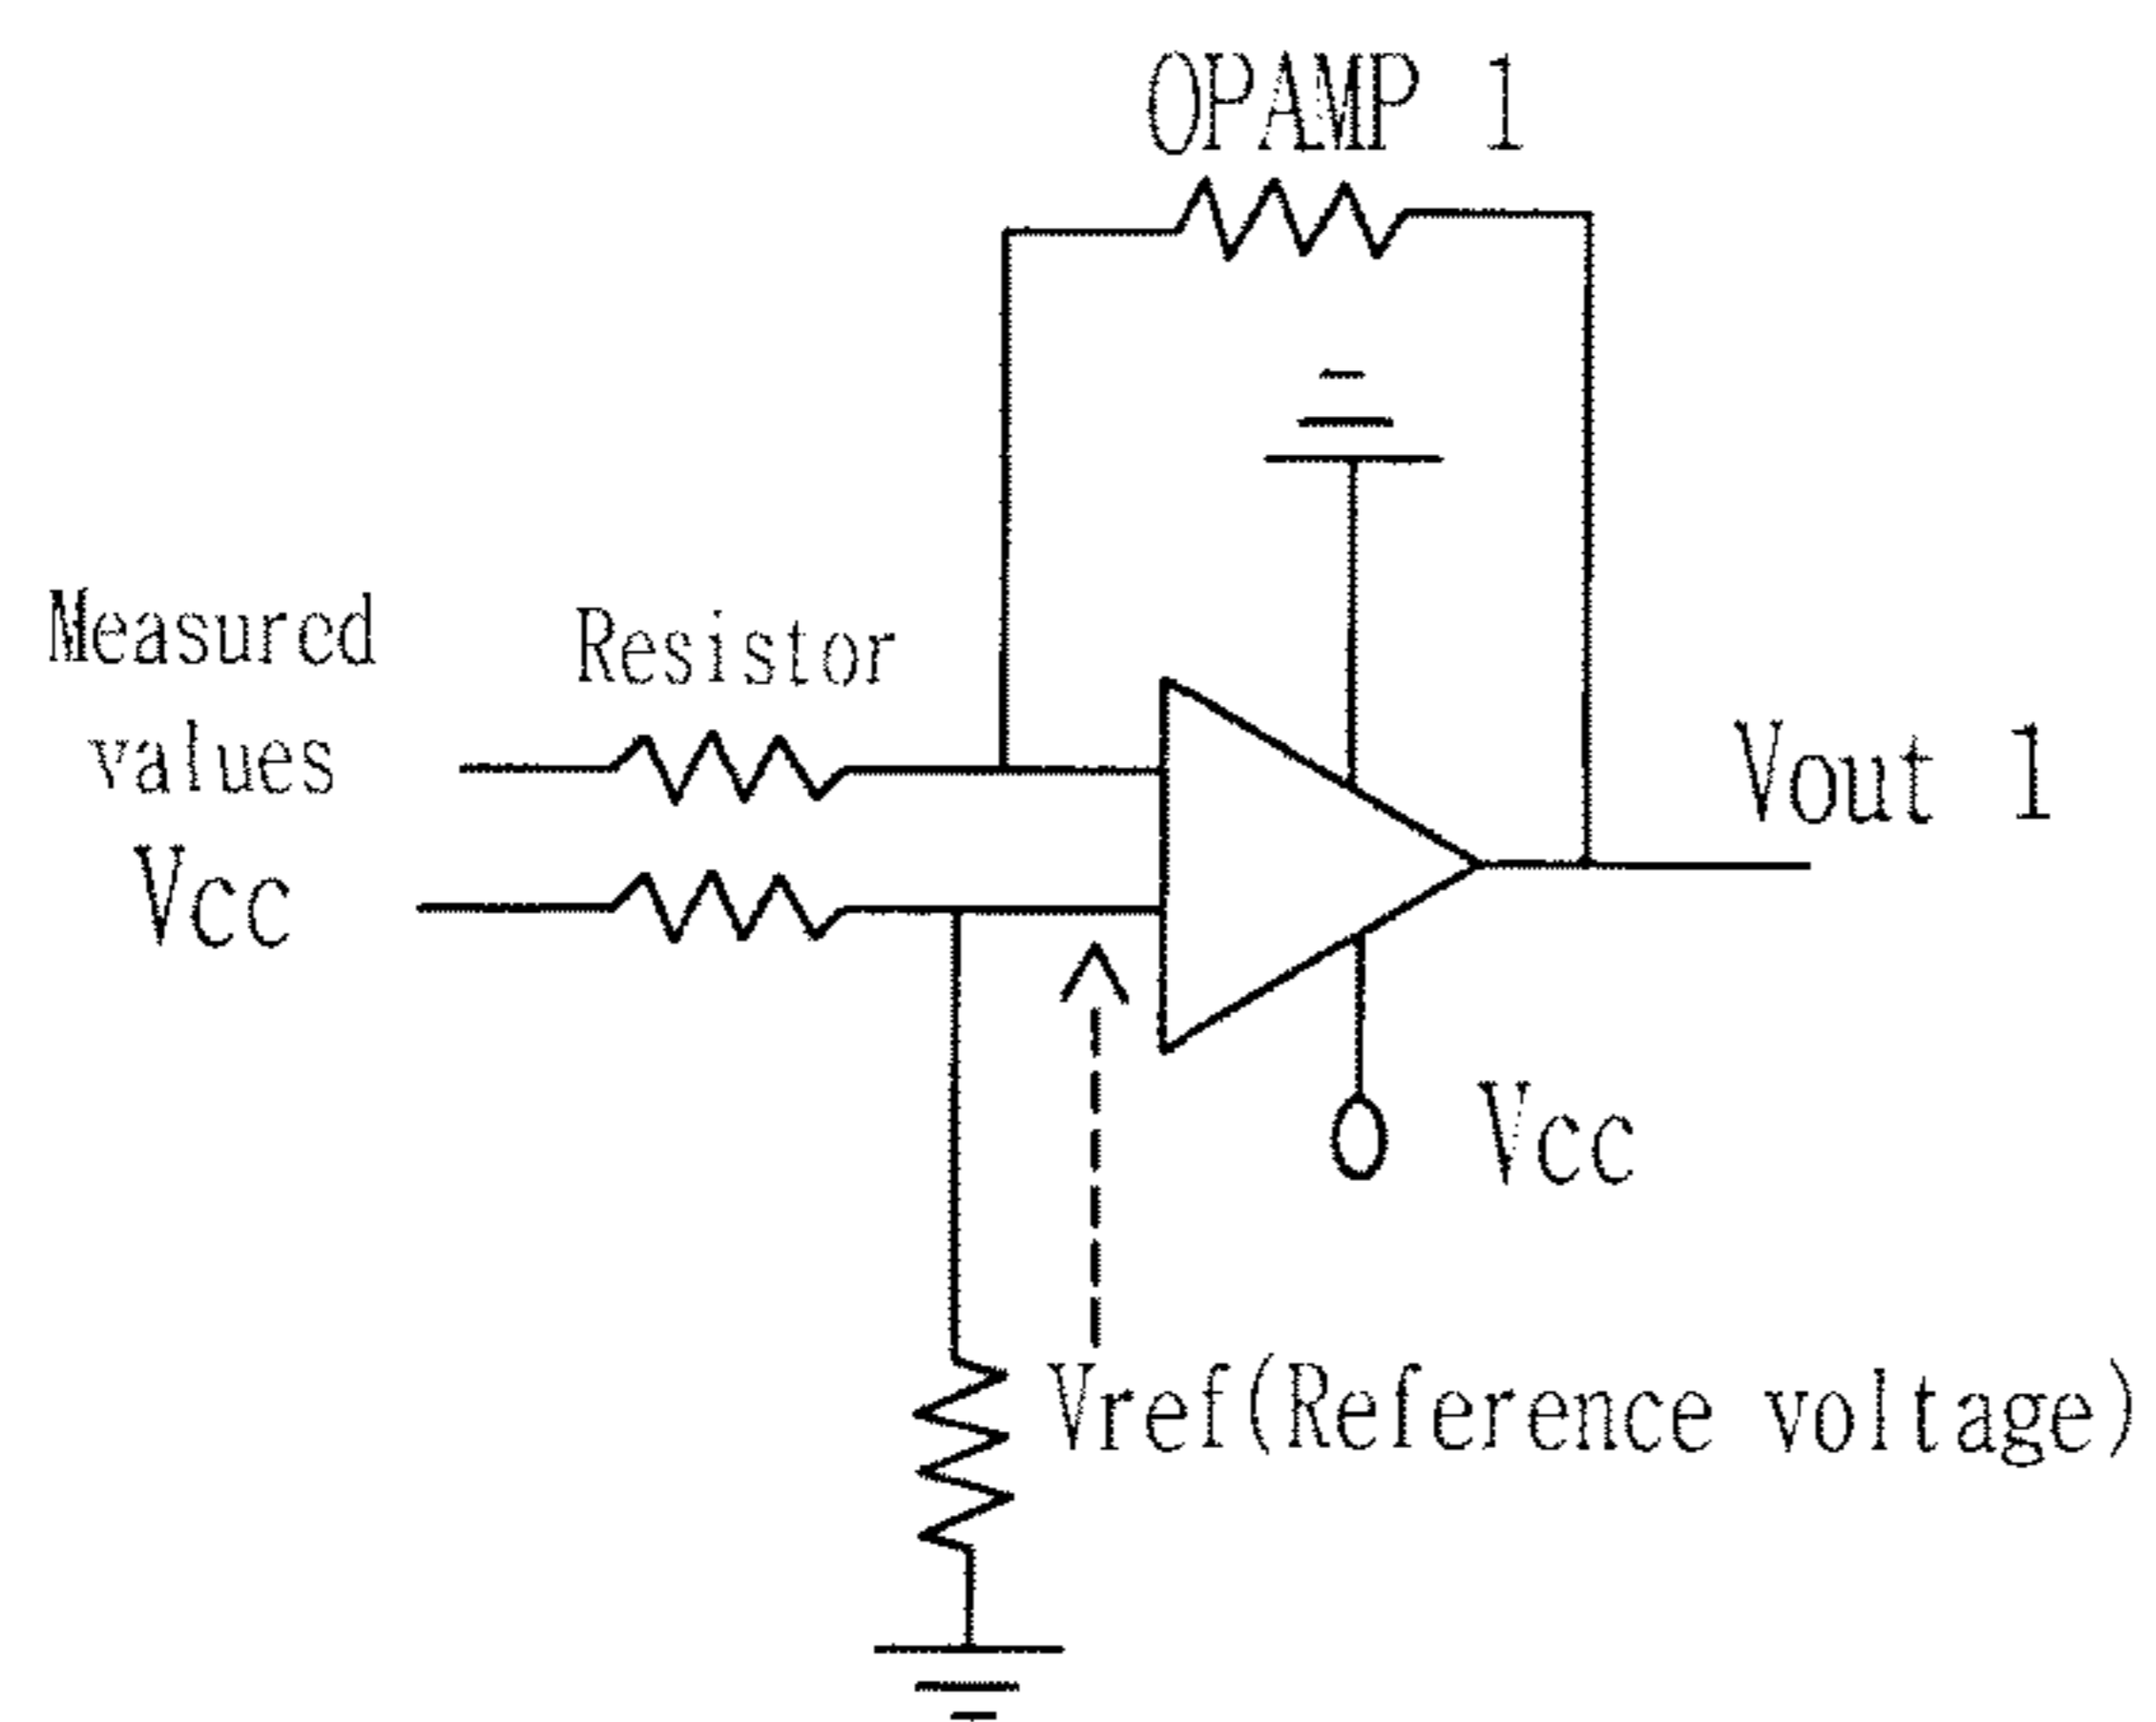 OPAMP 1
Measured
values
Resistor
Vcc
Vout 1
Vcc
Vref(Reference voltage)